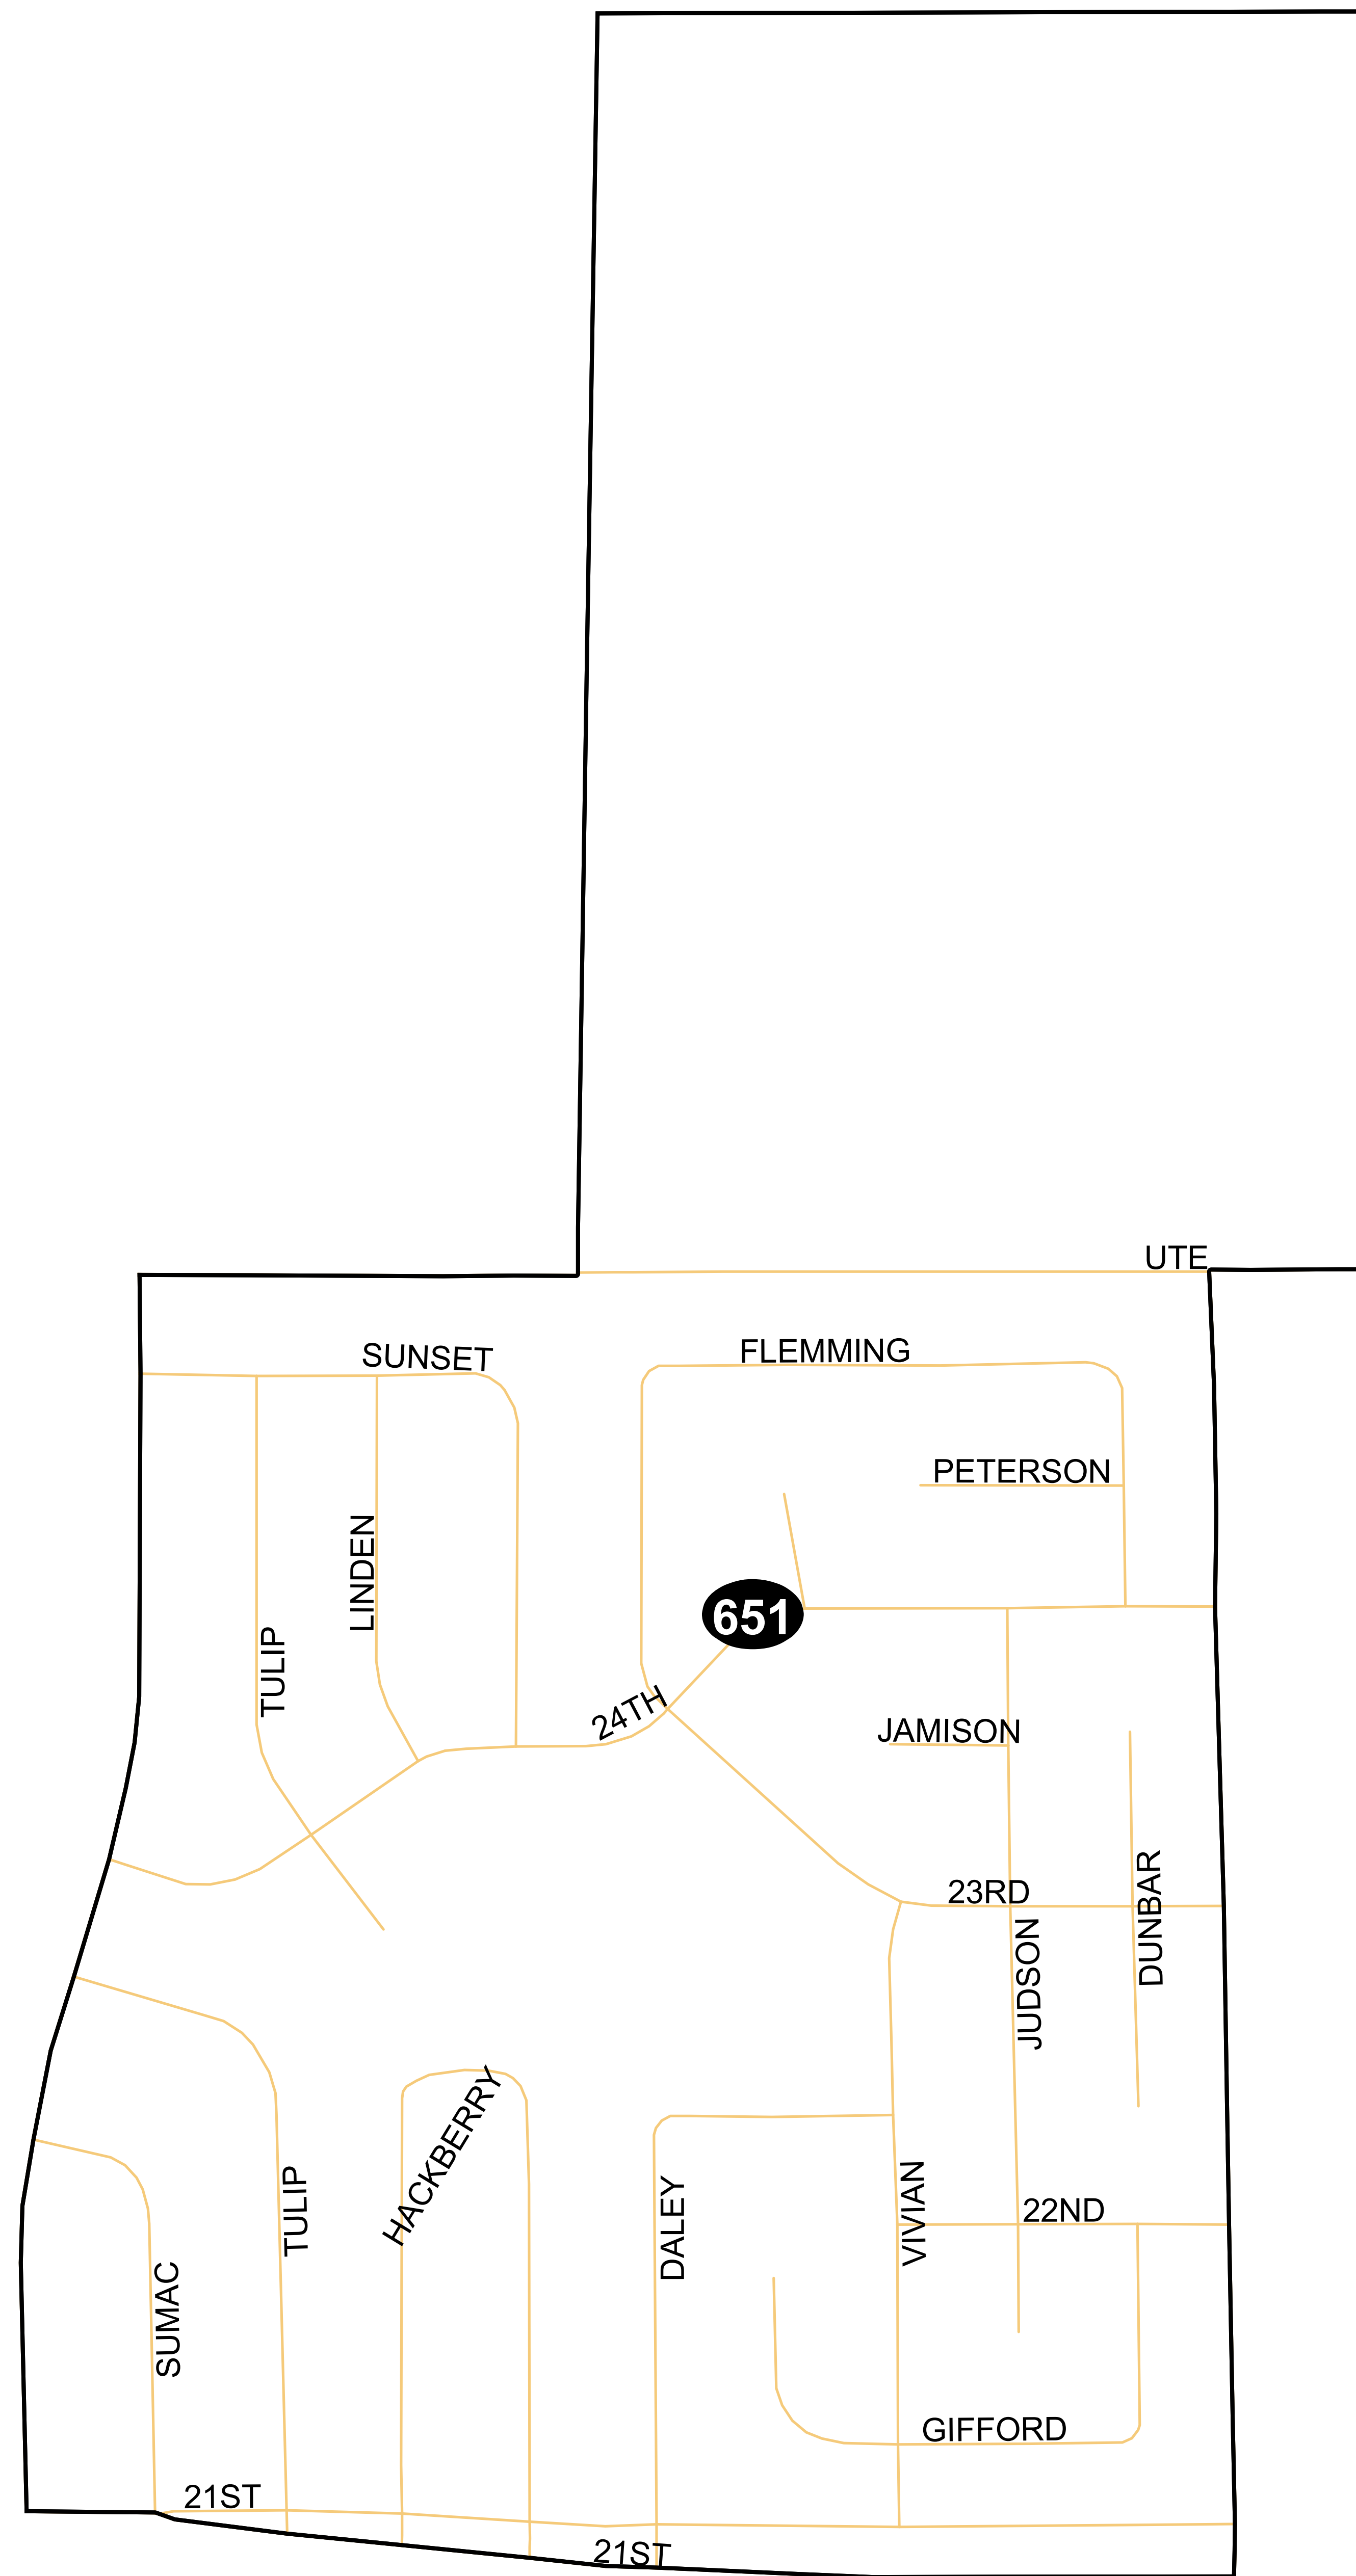 UTE
FLEMMING
SUNSET
PETERSON
LINDEN
651
TULIP
24TH
JAMISON
23RD
DUNBAR
JUDSON
HACKBERRY
TULIP
DALEY
VIVIAN
22ND
SUMAC
GIFFORD
21ST
21ST